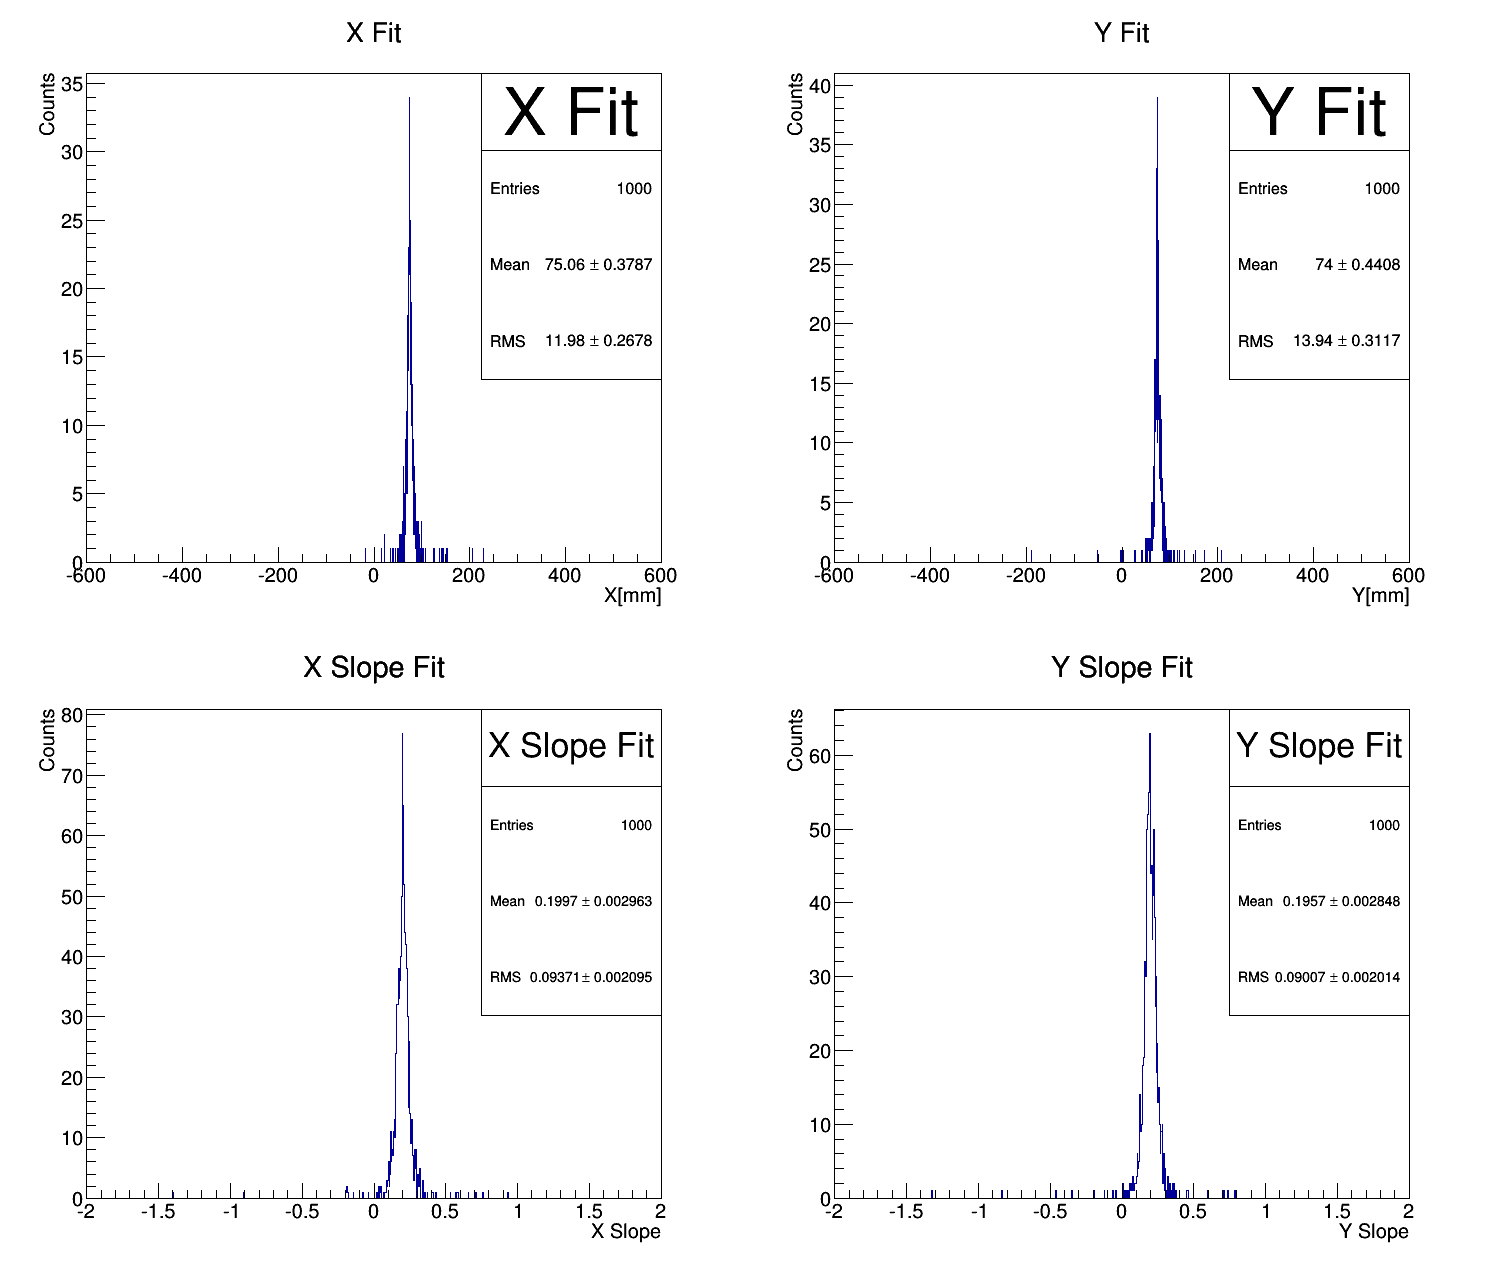 X Fit
Counts
35
30
25
20
15
10
5
0
-600 -400 -200 0 200 400 600
X[mm]
X Fit
Entries 1000
Mean 75.06 ± 0.3787
RMS 11.98 ± 0.2678
Y Fit
Counts
40
35
30
25
20
15
10
5
0
-600 -400 -200 0 200 400 600
Y[mm]
Y Fit
Entries 1000
Mean 74 ± 0.4408
RMS 13.94 ± 0.3117
X Slope Fit
Counts
80
70
60
50
40
30
20
10
0
-2 -1.5 -1 -0.5 0 0.5 1 1.5 2
X Slope
X Slope Fit
Entries 1000
Mean 0.1997 ± 0.002963
RMS 0.09371 ± 0.002095
Y Slope Fit
Counts
60
50
40
30
20
10
0
-2 -1.5 -1 -0.5 0 0.5 1 1.5 2
Y Slope
Y Slope Fit
Entries 1000
Mean 0.1957 ± 0.002848
RMS 0.09007 ± 0.002014